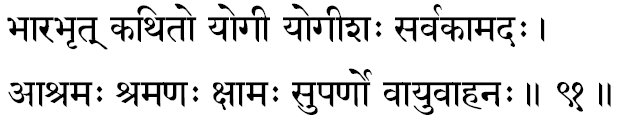 भारभृत् कथितो योगी योगीशः सर्वकामदः।
आश्रमः श्रमणः क्षामः सुपर्णो वायुवाहनः॥ ९१॥